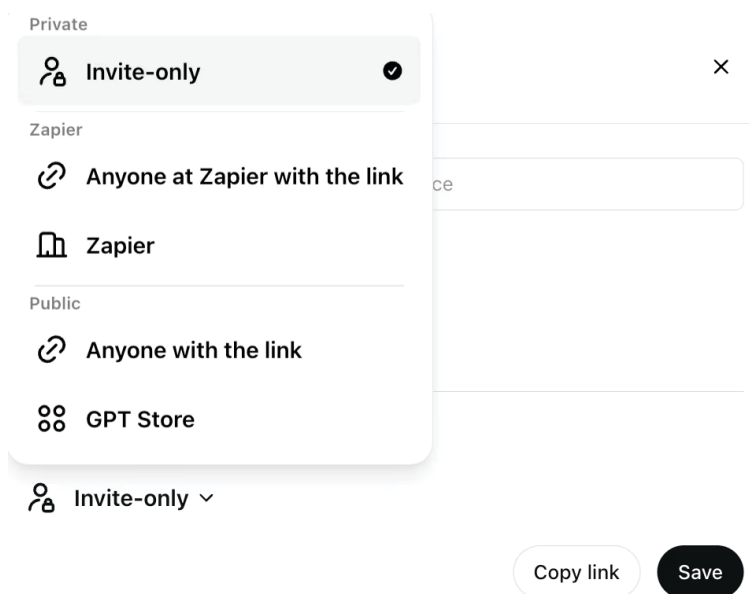 Private
Invite-only
Zapier
Anyone at Zapier with the link
Zapier
Public
Anyone with the link
GPT Store
Invite-only
Copy link
Save